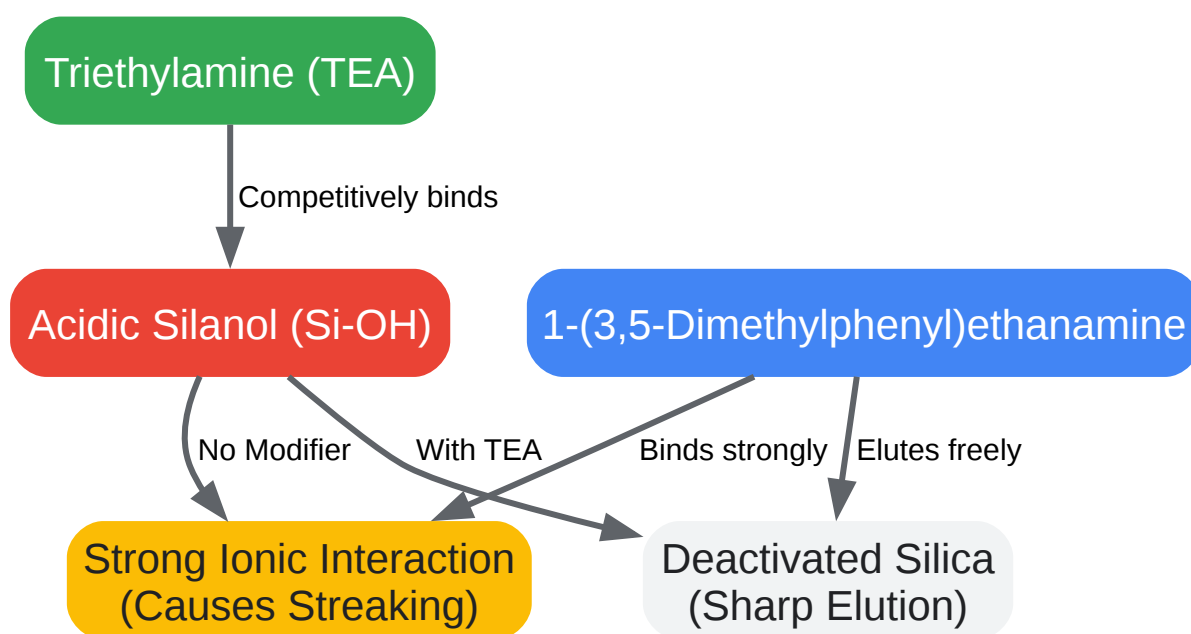 Triethylamine (TEA)
Competitively binds
Acidic Silanol (Si-OH)
1-(3,5-Dimethylphenyl)ethanamine
No Modifier
With TEA
Binds strongly
Elutes freely
Strong Ionic Interaction
(Causes Streaking)
Deactivated Silica
(Sharp Elution)